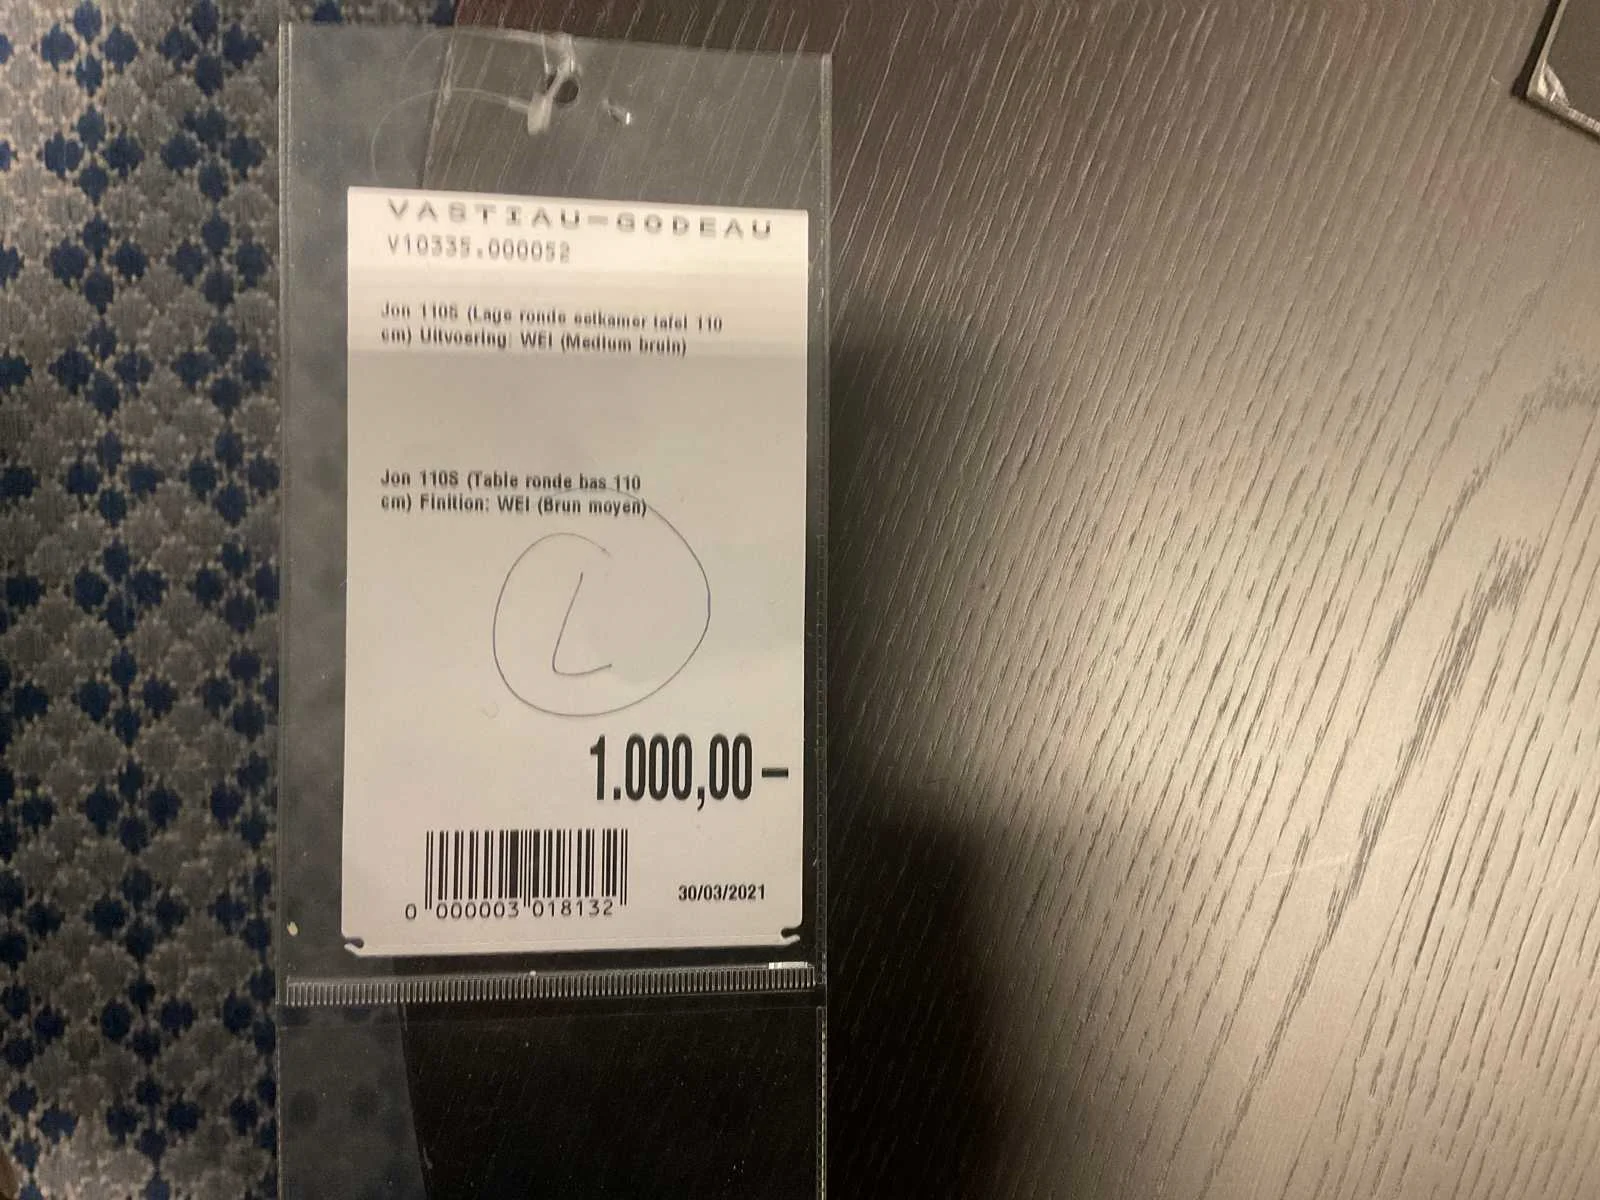 VASTIAU-GODEAU
V10335.000052
Jon 110S (Lage ronde eetkamer tafel 110
cm) Uitvoering: WEI (Medium bruin)
Jon 110S (Table ronde bas 110
cm) Finition: WEI (Brun moyen)
L
1.000,00-
0 000003 018132
30/03/2021